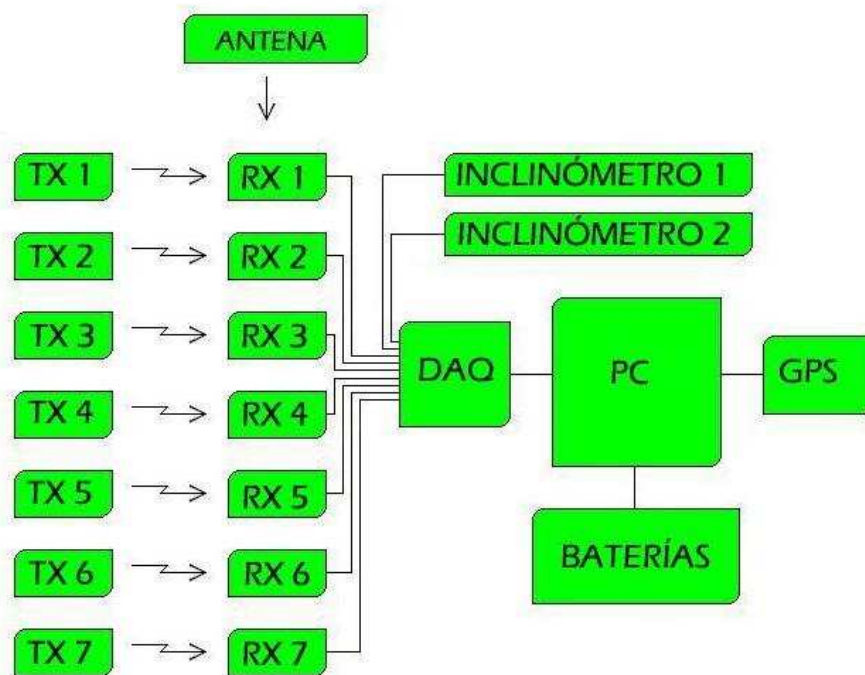 ANTENA
TX 1
RX 1
INCLINÓMETRO 1
TX 2
RX 2
INCLINÓMETRO 2
TX 3
RX 3
DAQ
PC
GPS
TX 4
RX 4
TX 5
RX 5
TX 6
RX 6
BATERÍAS
TX 7
RX 7